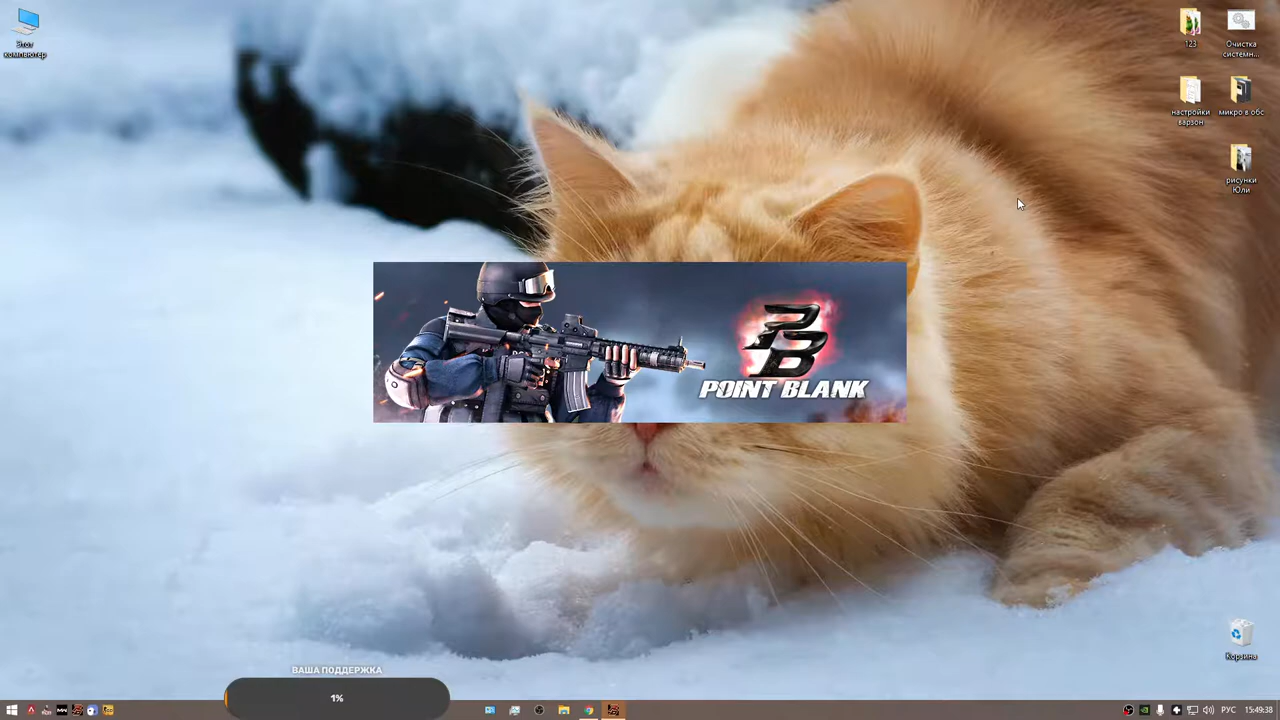 Этот
компьютер
123
Очистка
системн...
настройки
варзон
микро в обс
рисунки
Юли
POINT BLANK
Корзина
ВАША ПОДДЕРЖКА
1%
РУС
15:49:38